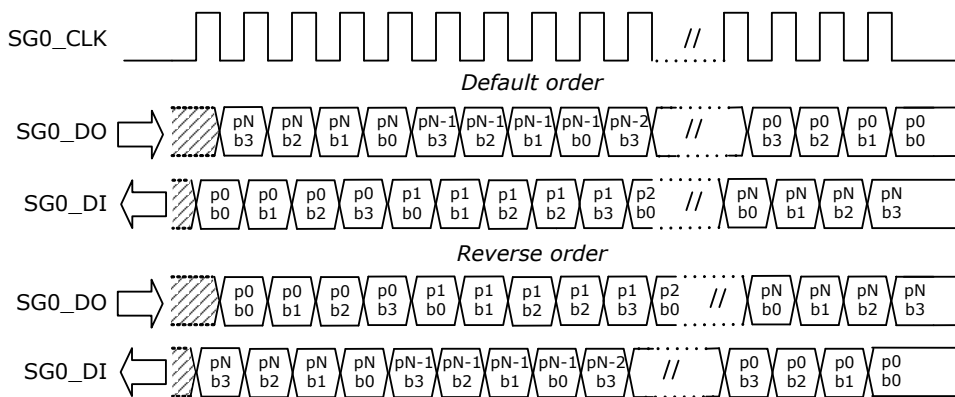 SG0_CLK //
Default order
pN pN pN pN pN-1 pN-1 pN-1 pN-1 pN-2 p0 p0 p0 p0
SG0_DO //
b3 b2 b1 b0 b3 b2 b1 b0 b3 b3 b2 b1 b0
p0 p0 p0 p0 p1 p1 p1 p1 p1 p2 pN pN pN pN
SG0_DI //
b0 b1 b2 b3 b0 b1 b2 b2 b3 b0 b0 b1 b2 b3
Reverse order
p0 p0 p0 p0 p1 p1 p1 p1 p1 p2 pN pN pN pN
SG0_DO //
b0 b1 b2 b3 b0 b1 b2 b2 b3 b0 b0 b1 b2 b3
pN pN pN pN pN-1 pN-1 pN-1 pN-1 pN-2 p0 p0 p0 p0
SG0_DI //
b3 b2 b1 b0 b3 b2 b1 b0 b3 b3 b2 b1 b0